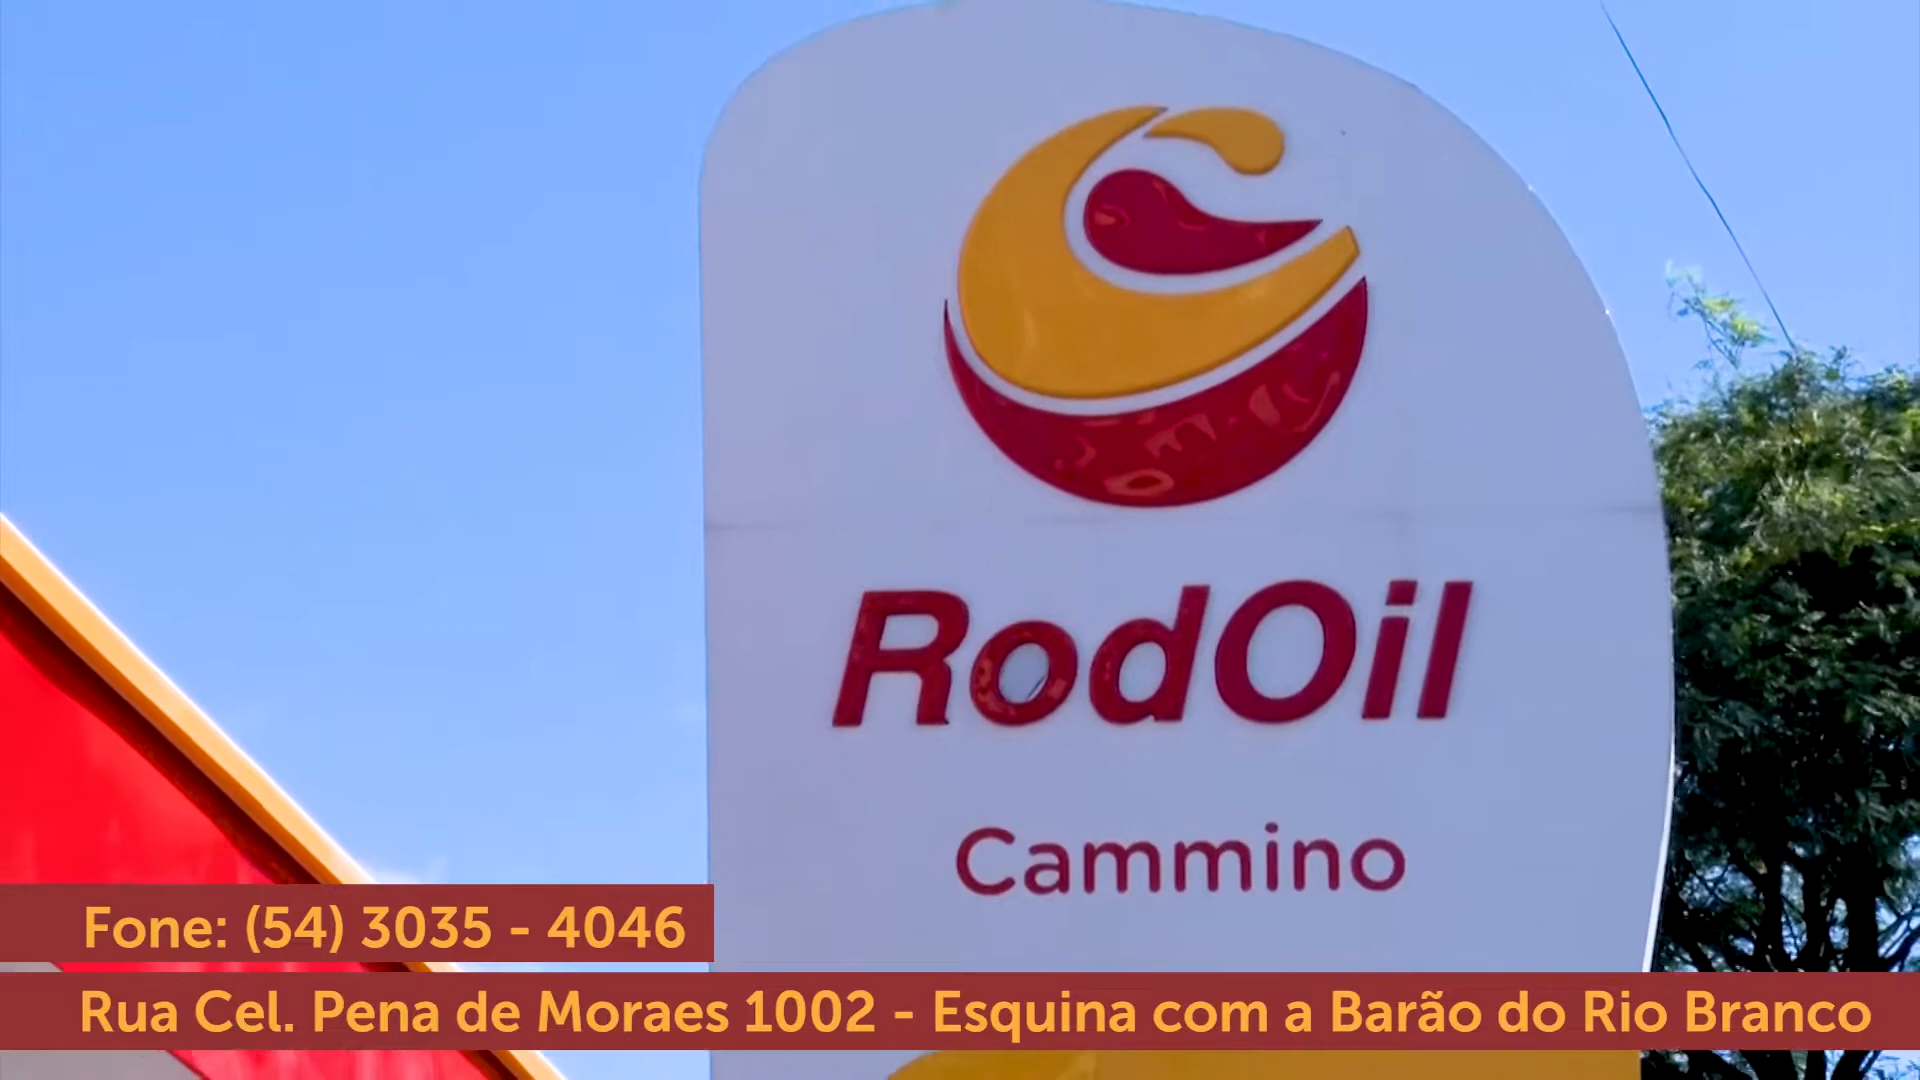 RodOil
Cammino
Fone: (54) 3035 - 4046
Rua Cel. Pena de Moraes 1002 - Esquina com a Barão do Rio Branco